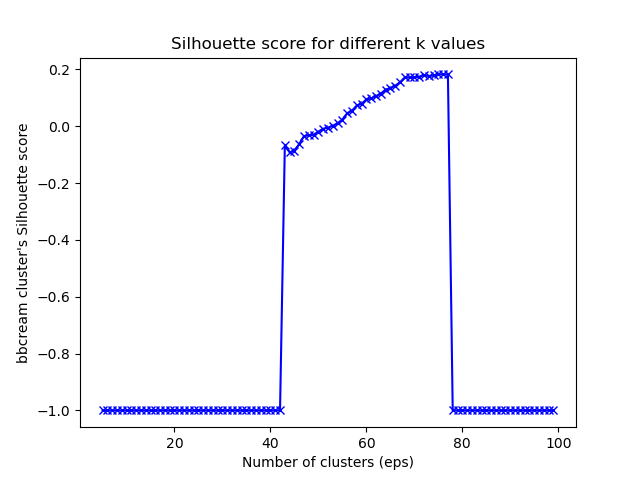 Silhouette score for different k values
bbcream cluster's Silhouette score
0.2
0.0
−0.2
−0.4
−0.6
−0.8
−1.0
20 40 60 80 100
Number of clusters (eps)